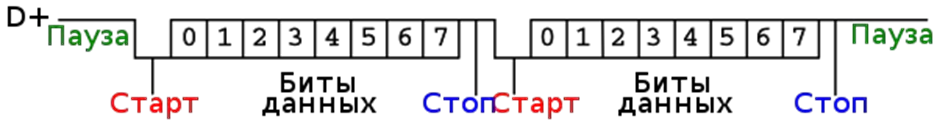 D+
Пауза 0 1 2 3 4 5 6 7 0 1 2 3 4 5 6 7 Пауза
Старт Биты данных Стоп Старт Биты данных Стоп